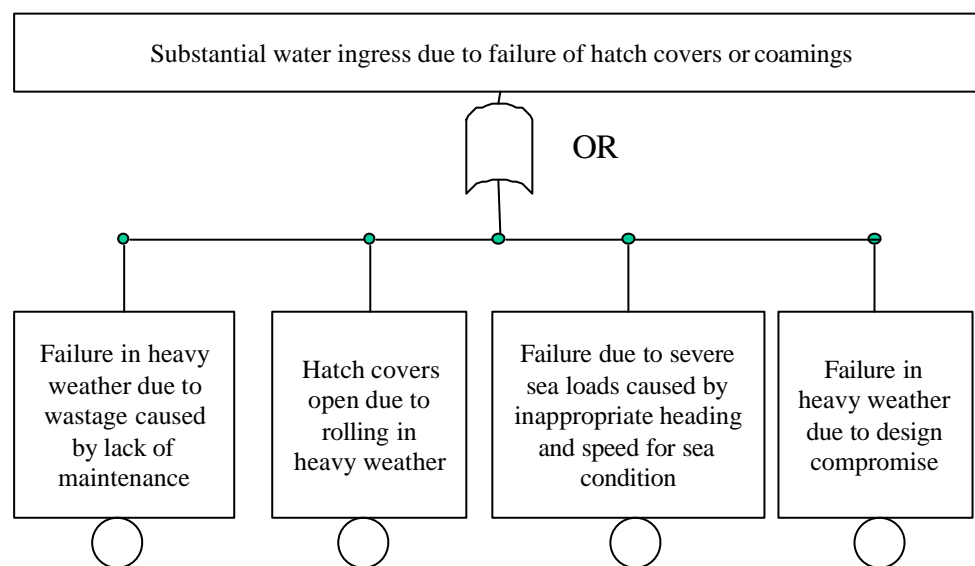 Substantial water ingress due to failure of hatch covers or coamings
OR
Failure in heavy
weather due to
wastage caused
by lack of
maintenance
Hatch covers
open due to
rolling in
heavy weather
Failure due to severe
sea loads caused by
inappropriate heading
and speed for sea
condition
Failure in
heavy weather
due to design
compromise